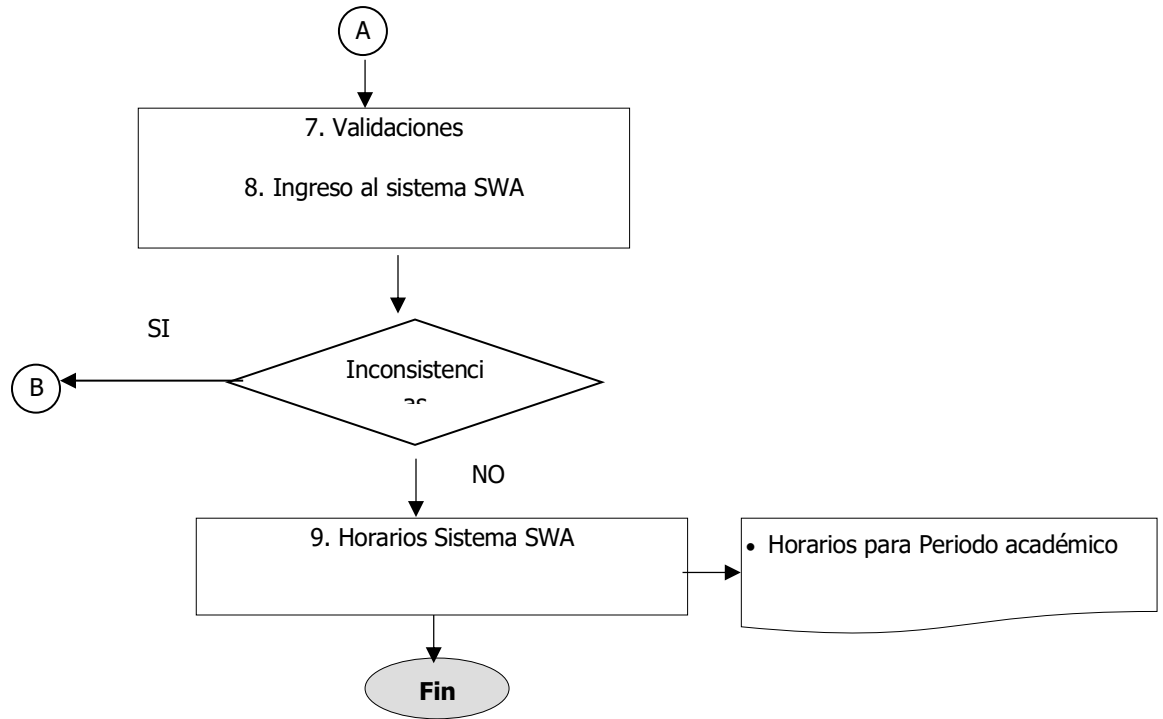 A
7. Validaciones
8. Ingreso al sistema SWA
SI
Inconsistenci
as
B
NO
9. Horarios Sistema SWA
• Horarios para Periodo académico
Fin